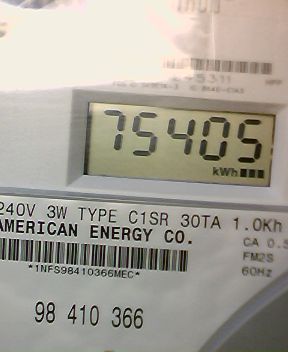 5311
75405
kWh
240V 3W TYPE C1SR 30TA 1.0Kh
AMERICAN ENERGY CO.
CA 0.5
FM2S
60Hz
*1NFS98410366MEC*
98 410 366